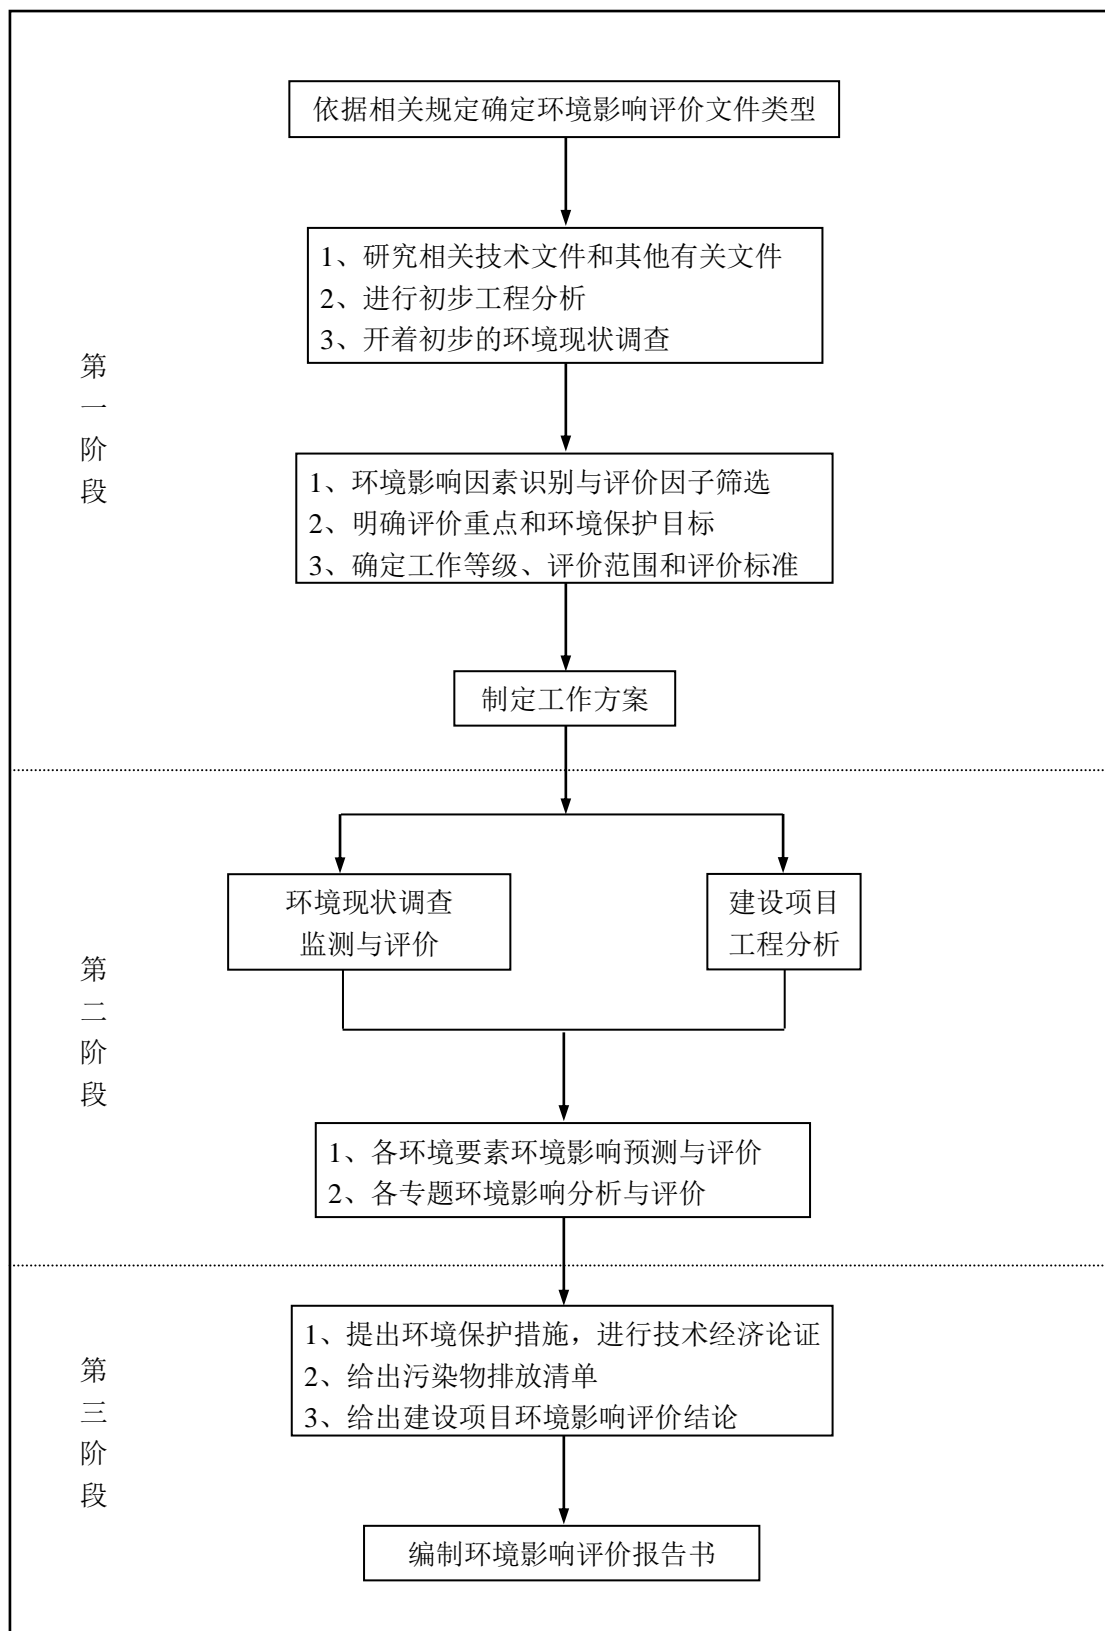 依据相关规定确定环境影响评价文件类型
1、研究相关技术文件和其他有关文件
2、进行初步工程分析
3、开着初步的环境现状调查
第
一
阶
段
1、环境影响因素识别与评价因子筛选
2、明确评价重点和环境保护目标
3、确定工作等级、评价范围和评价标准
制定工作方案
环境现状调查
监测与评价
建设项目
工程分析
第
二
阶
段
1、各环境要素环境影响预测与评价
2、各专题环境影响分析与评价
1、提出环境保护措施，进行技术经济论证
2、给出污染物排放清单
3、给出建设项目环境影响评价结论
第
三
阶
段
编制环境影响评价报告书